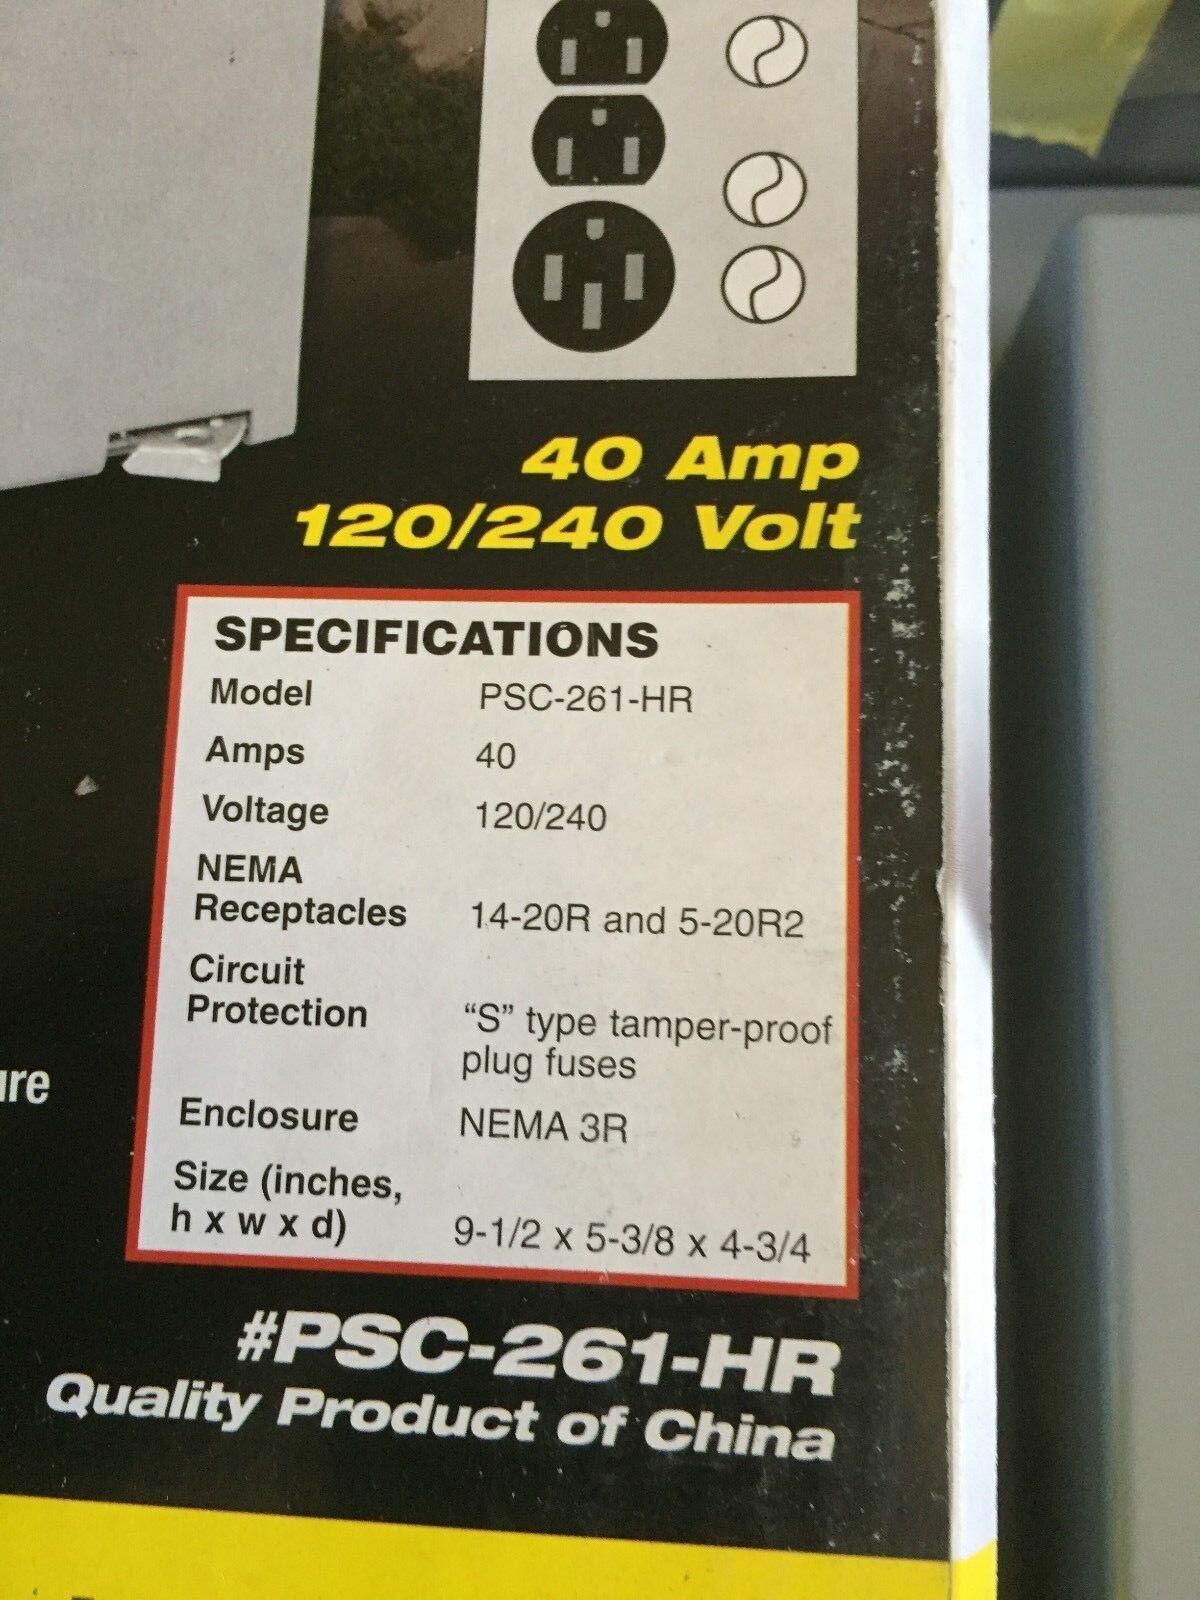 40 Amp
120/240 Volt
SPECIFICATIONS
Model PSC-261-HR
Amps 40
Voltage 120/240
NEMA
Receptacles 14-20R and 5-20R2
Circuit
Protection "S" type tamper-proof
plug fuses
Enclosure NEMA 3R
Size (inches,
h x w x d) 9-1/2 x 5-3/8 x 4-3/4
#PSC-261-HR
Quality Product of China